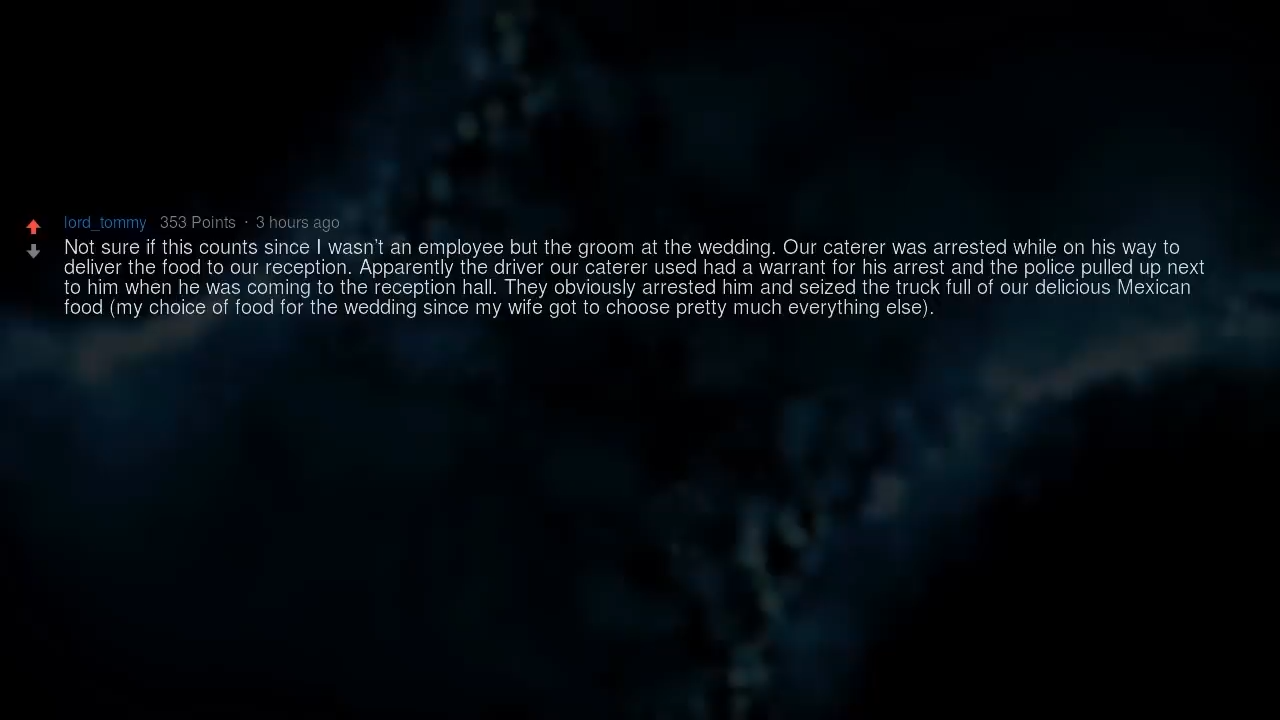 lord_tommy 353 Points · 3 hours ago
Not sure if this counts since I wasn't an employee but the groom at the wedding. Our caterer was arrested while on his way to
deliver the food to our reception. Apparently the driver our caterer used had a warrant for his arrest and the police pulled up next
to him when he was coming to the reception hall. They obviously arrested him and seized the truck full of our delicious Mexican
food (my choice of food for the wedding since my wife got to choose pretty much everything else).